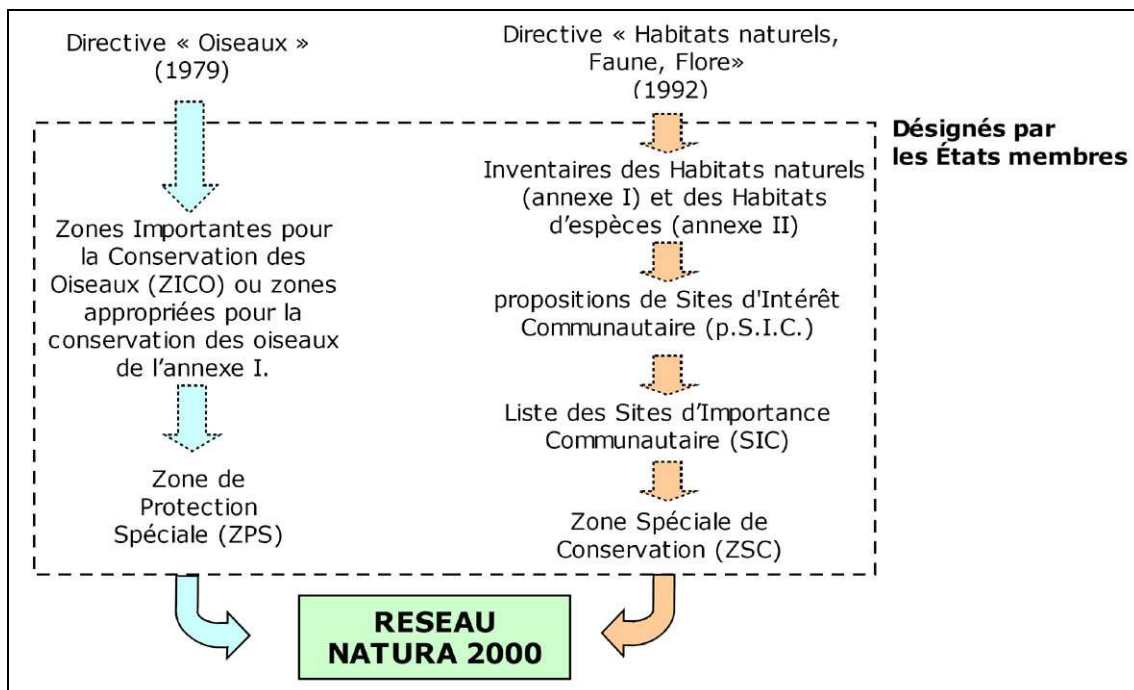 Directive « Oiseaux »
(1979)
Zones Importantes pour
la Conservation des
Oiseaux (ZICO) ou zones
appropriées pour la
conservation des oiseaux
de l’annexe I.
Zone de
Protection
Spéciale (ZPS)
Directive « Habitats naturels,
Faune, Flore»
(1992)
Inventaires des Habitats naturels
(annexe I) et des Habitats
d’espèces (annexe II)
propositions de Sites d'Intérêt
Communautaire (p.S.I.C.)
Liste des Sites d’Importance
Communautaire (SIC)
Zone Spéciale de
Conservation (ZSC)
Désignés par
les États membres
RESEAU
NATURA 2000